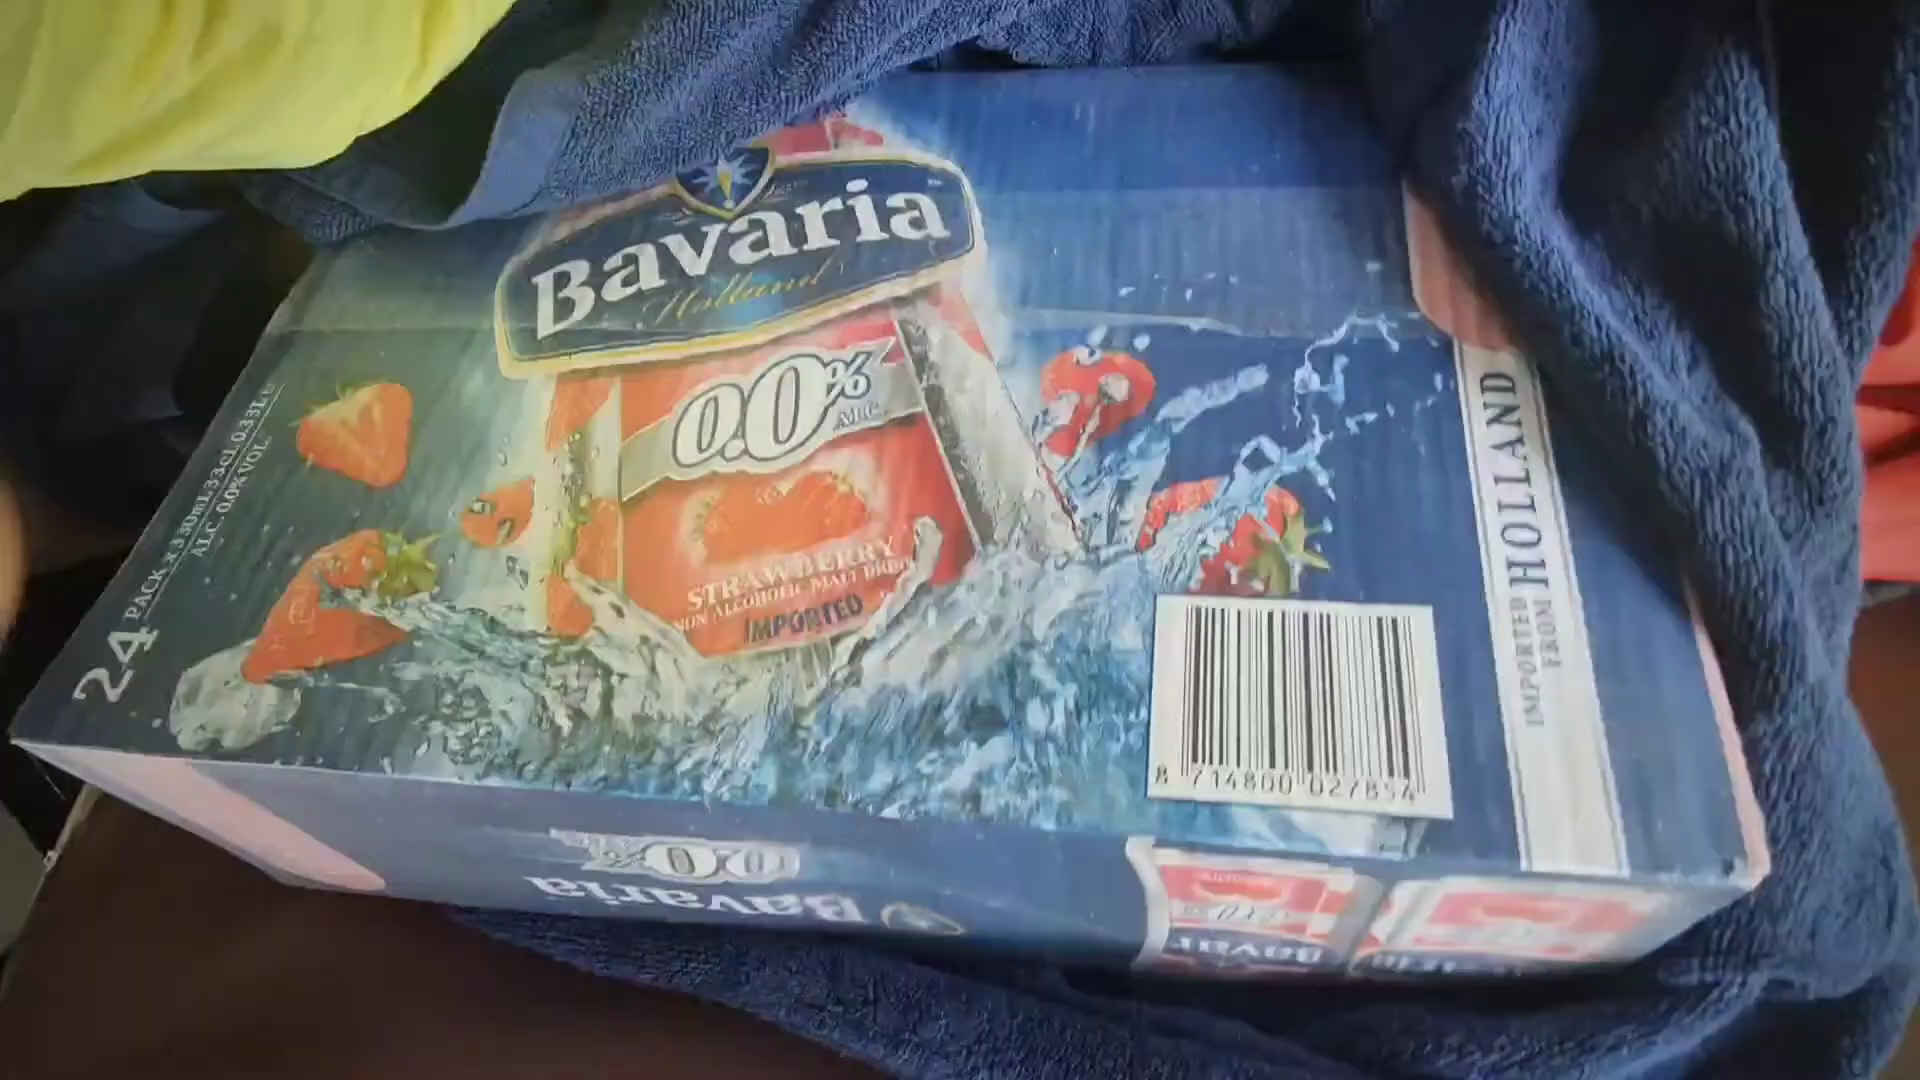 Bavaria
Holland
0.0%
ALC.
STRAWBERRY
NON ALCOHOLIC MALT DRINK
IMPORTED
24 PACK x 330mL 33cL 0.33L e
ALC. 0.0% VOL.
IMPORTED
FROM
HOLLAND
8 714800 027854
0.0%
Bavaria
Bavar